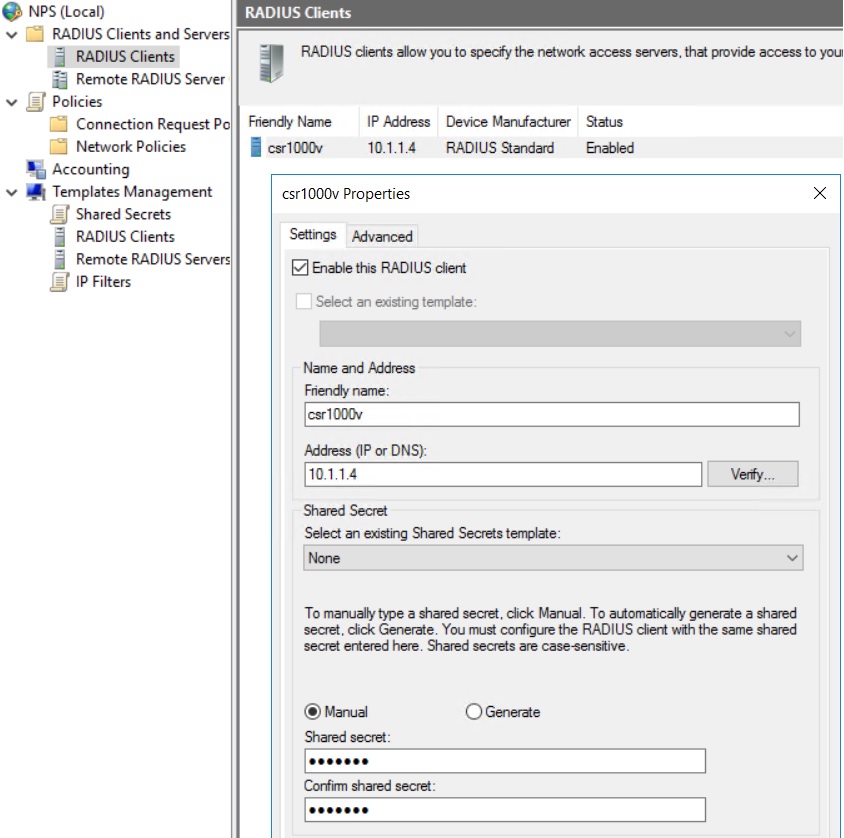 NPS (Local)
RADIUS Clients and Servers
RADIUS Clients
Remote RADIUS Server
Policies
Connection Request Po
Network Policies
Accounting
Templates Management
Shared Secrets
RADIUS Clients
Remote RADIUS Servers
IP Filters
RADIUS Clients
RADIUS clients allow you to specify the network access servers, that provide access to your
Friendly Name IP Address Device Manufacturer Status
csr1000v 10.1.1.4 RADIUS Standard Enabled
csr1000v Properties
Settings Advanced
Enable this RADIUS client
Select an existing template:
Name and Address
Friendly name:
csr1000v
Address (IP or DNS):
10.1.1.4 Verify...
Shared Secret
Select an existing Shared Secrets template:
None
To manually type a shared secret, click Manual. To automatically generate a shared
secret, click Generate. You must configure the RADIUS client with the same shared
secret entered here. Shared secrets are case-sensitive.
Manual Generate
Shared secret:
●●●●●●●
Confirm shared secret:
●●●●●●●